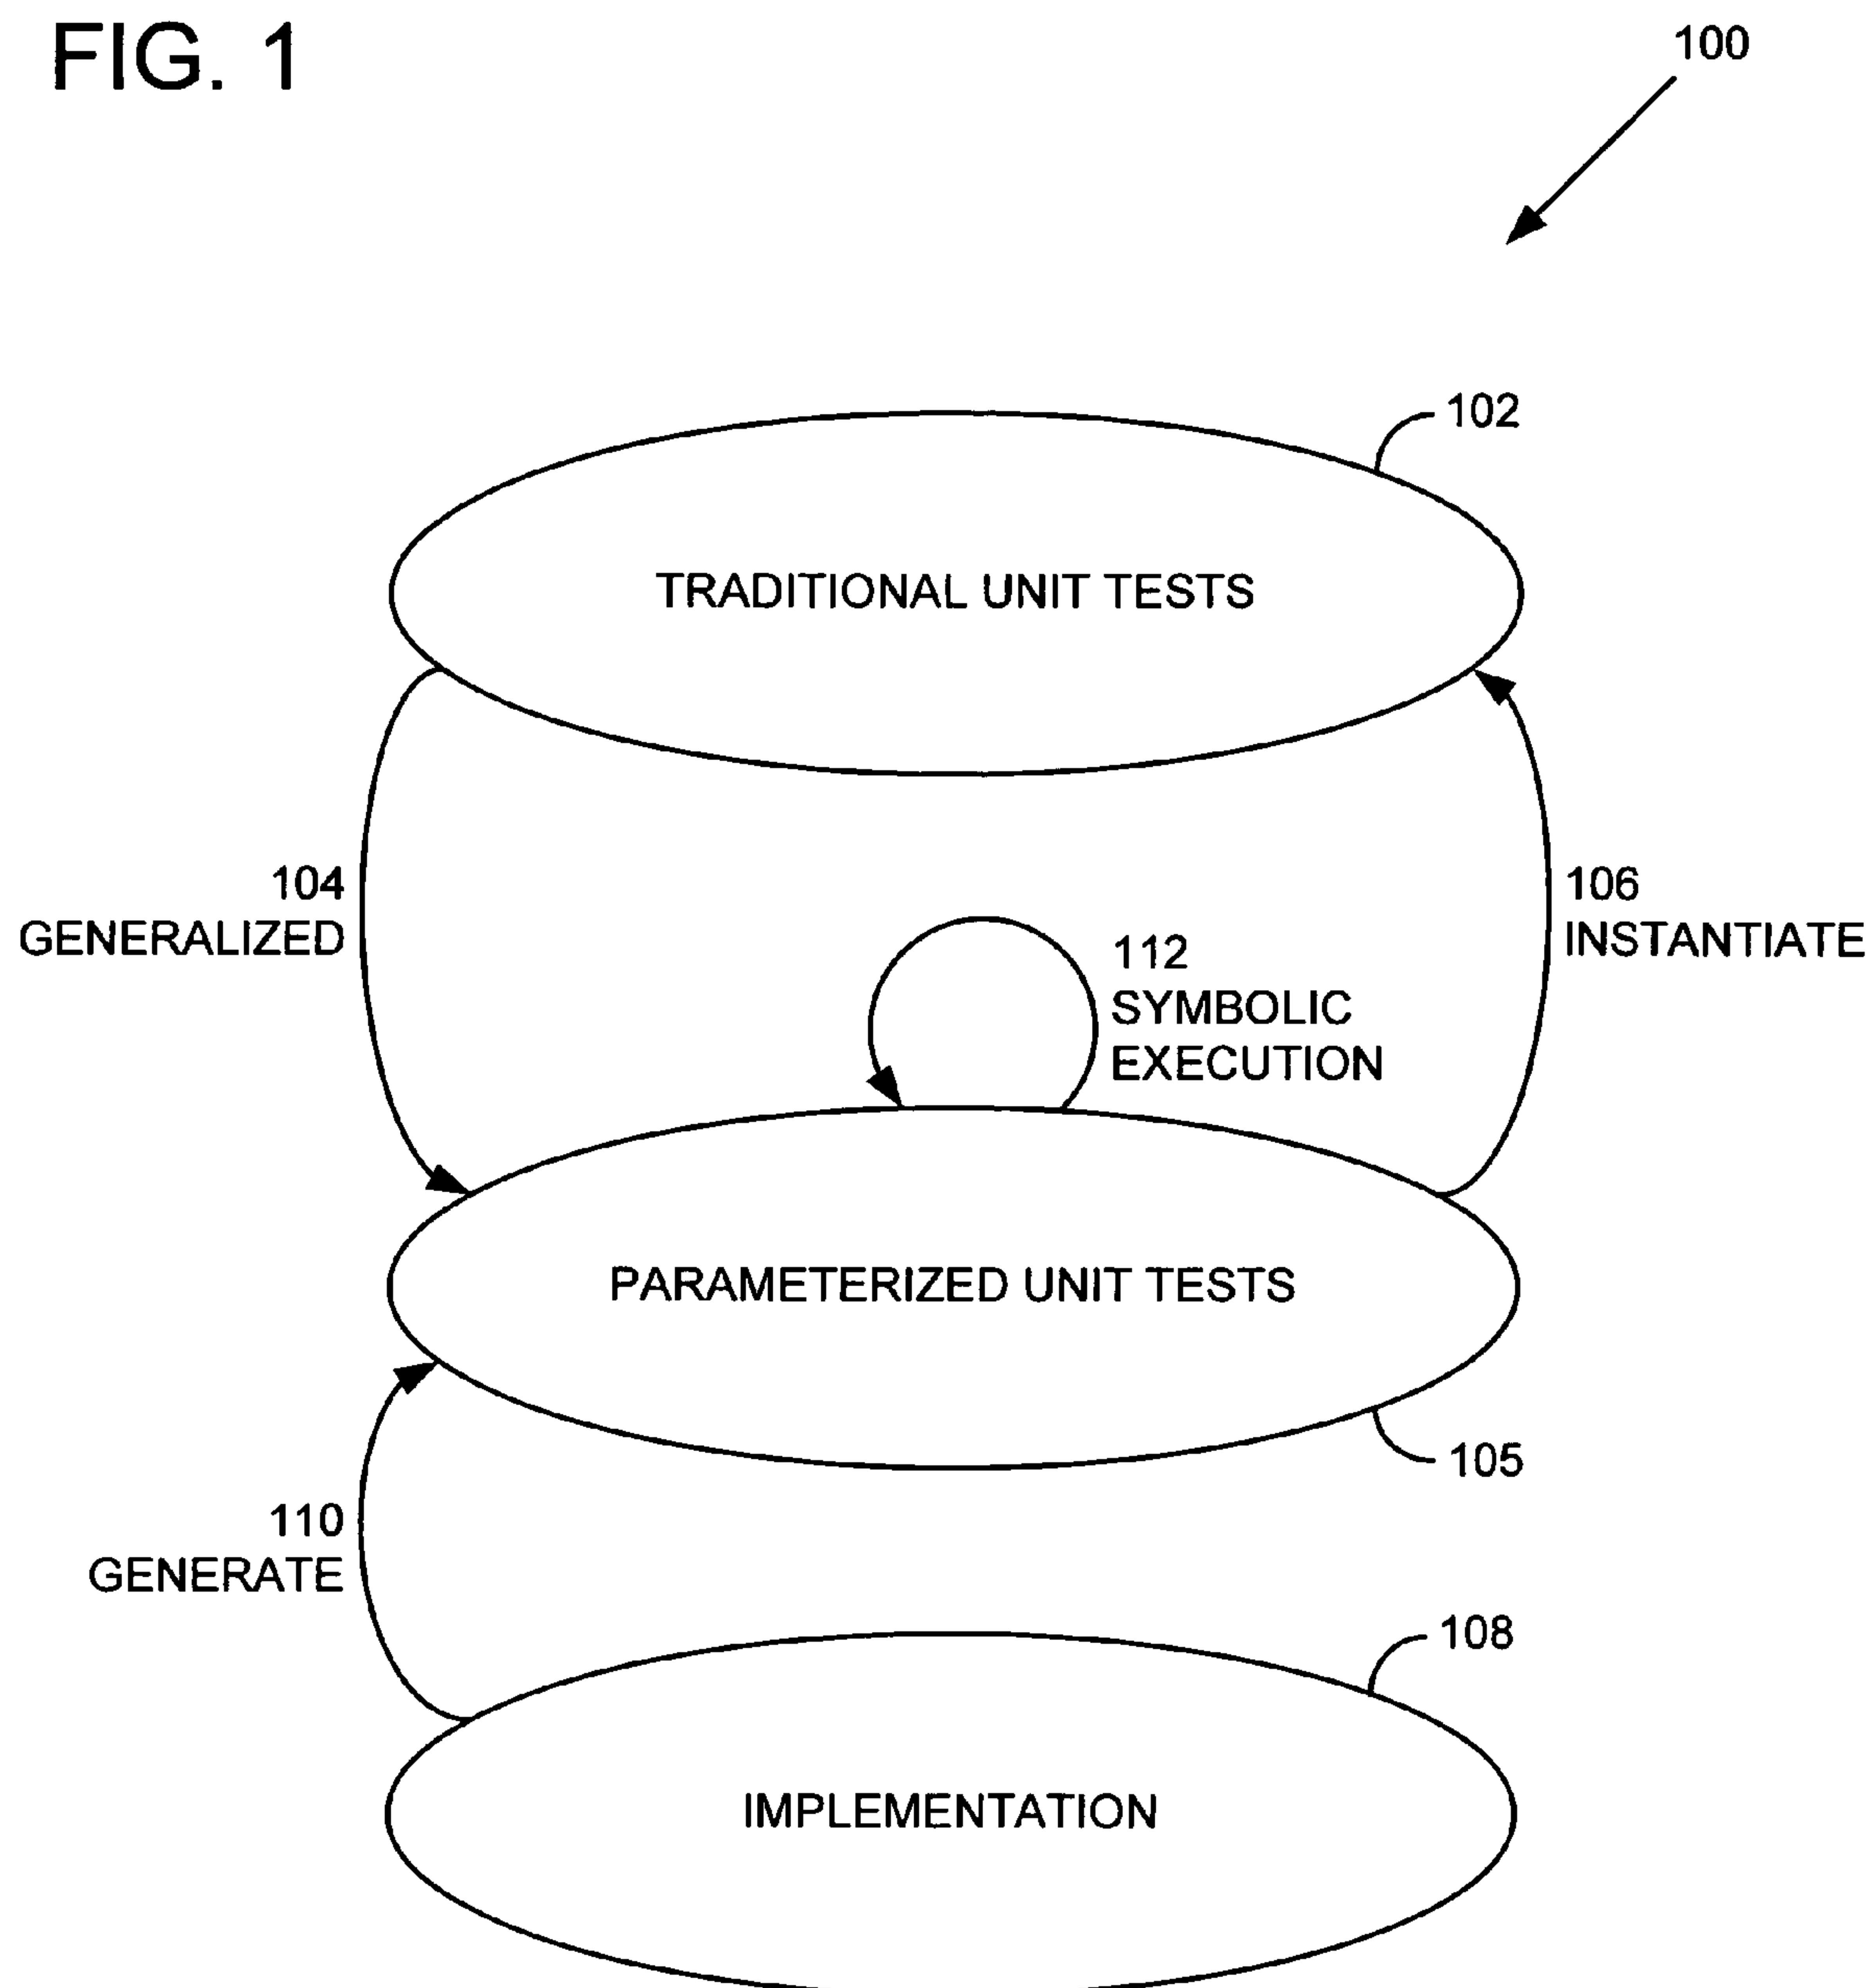 FIG. 1
100
102
TRADITIONAL UNIT TESTS
104
GENERALIZED
106
INSTANTIATE
112
SYMBOLIC
EXECUTION
PARAMETERIZED UNIT TESTS
105
110
GENERATE
108
IMPLEMENTATION